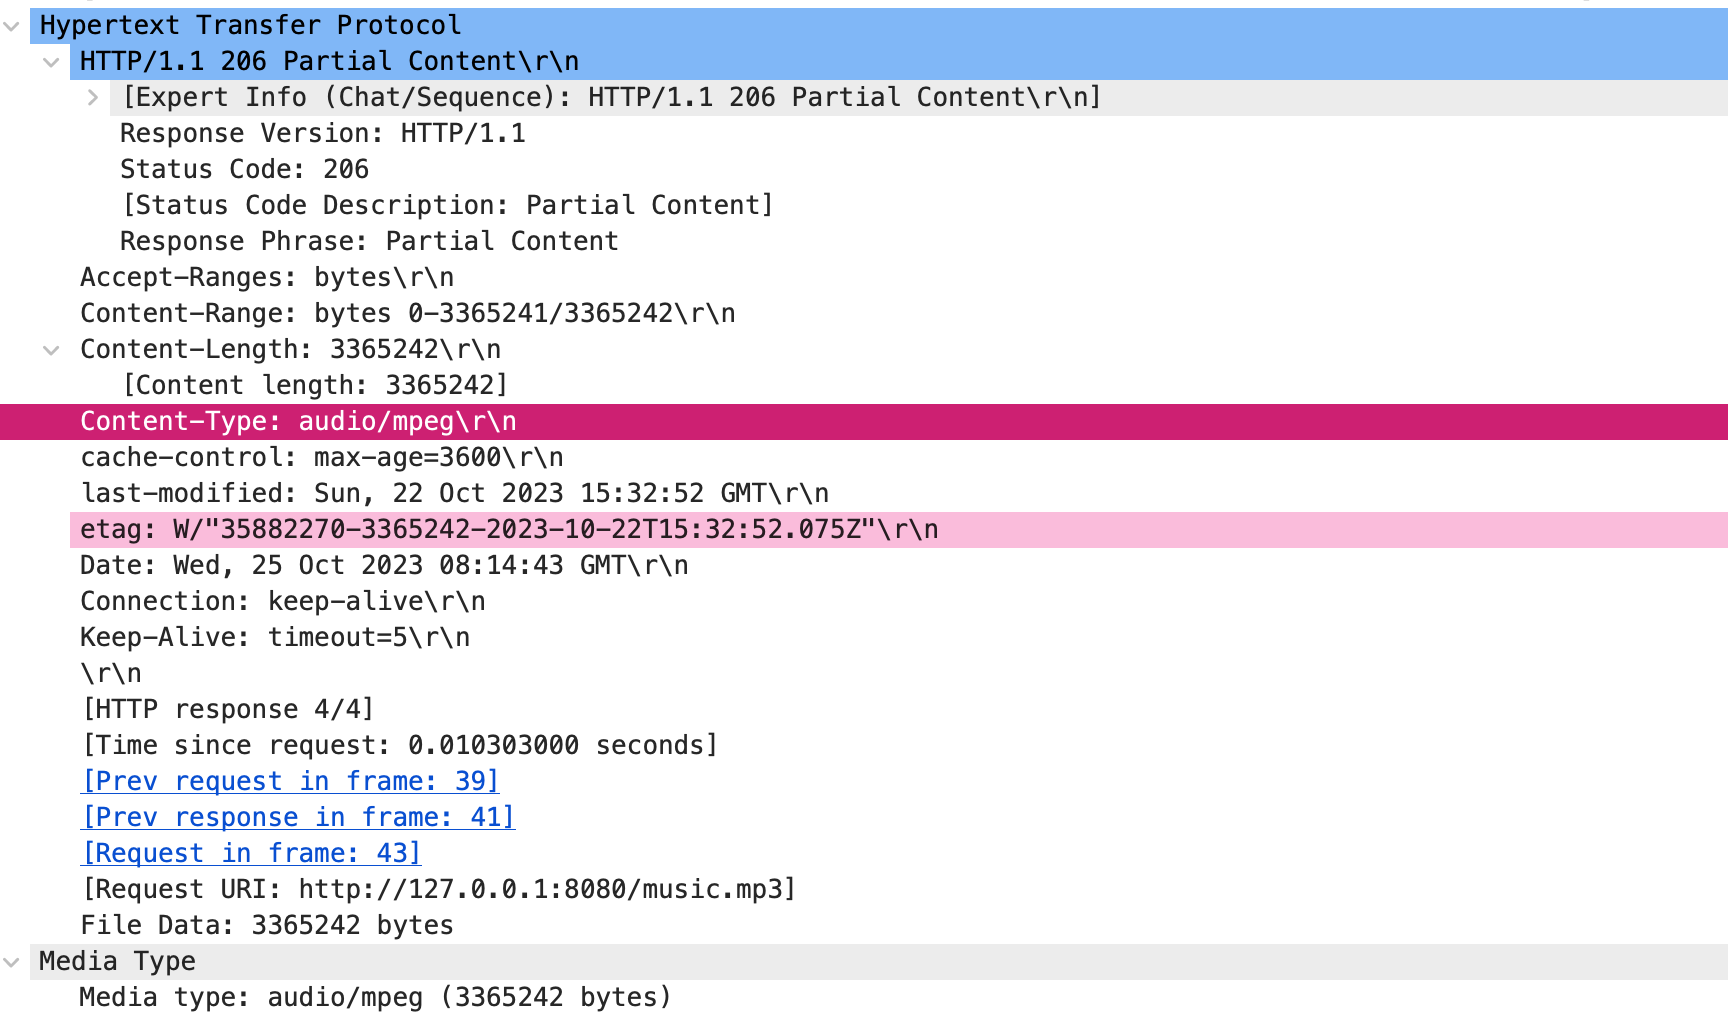 Hypertext Transfer Protocol
HTTP/1.1 206 Partial Content\r\n
[Expert Info (Chat/Sequence): HTTP/1.1 206 Partial Content\r\n]
Response Version: HTTP/1.1
Status Code: 206
[Status Code Description: Partial Content]
Response Phrase: Partial Content
Accept-Ranges: bytes\r\n
Content-Range: bytes 0-3365241/3365242\r\n
Content-Length: 3365242\r\n
[Content length: 3365242]
Content-Type: audio/mpeg\r\n
cache-control: max-age=3600\r\n
last-modified: Sun, 22 Oct 2023 15:32:52 GMT\r\n
etag: W/"35882270-3365242-2023-10-22T15:32:52.075Z"\r\n
Date: Wed, 25 Oct 2023 08:14:43 GMT\r\n
Connection: keep-alive\r\n
Keep-Alive: timeout=5\r\n
\r\n
[HTTP response 4/4]
[Time since request: 0.010303000 seconds]
[Prev request in frame: 39]
[Prev response in frame: 41]
[Request in frame: 43]
[Request URI: http://127.0.0.1:8080/music.mp3]
File Data: 3365242 bytes
Media Type
Media type: audio/mpeg (3365242 bytes)